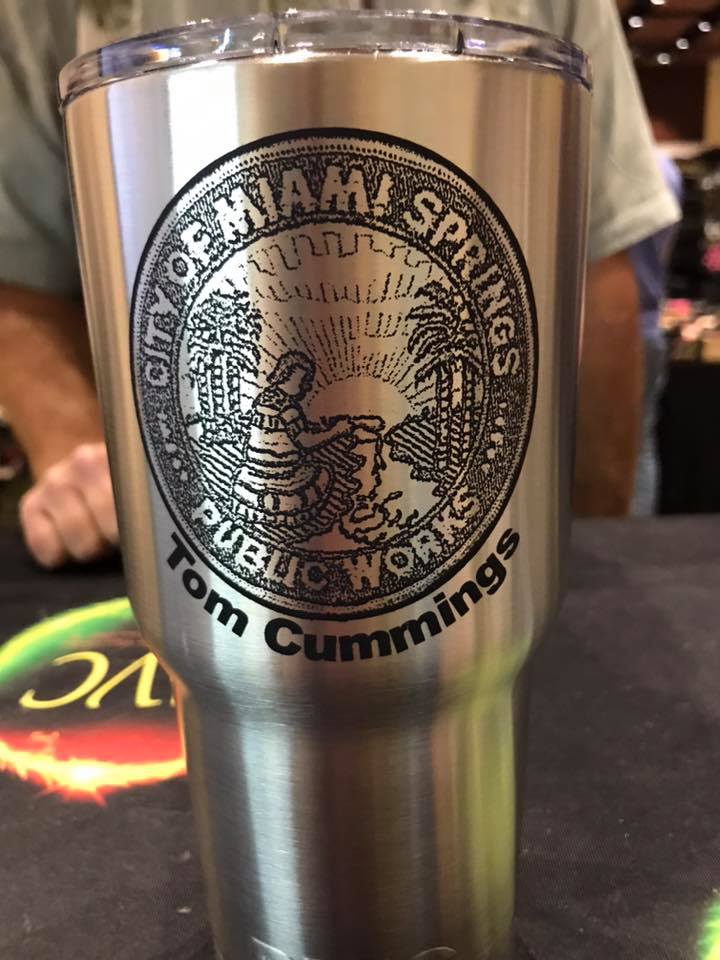 CITY OF MIAMI SPRINGS
PUBLIC WORKS
Tom Cummings